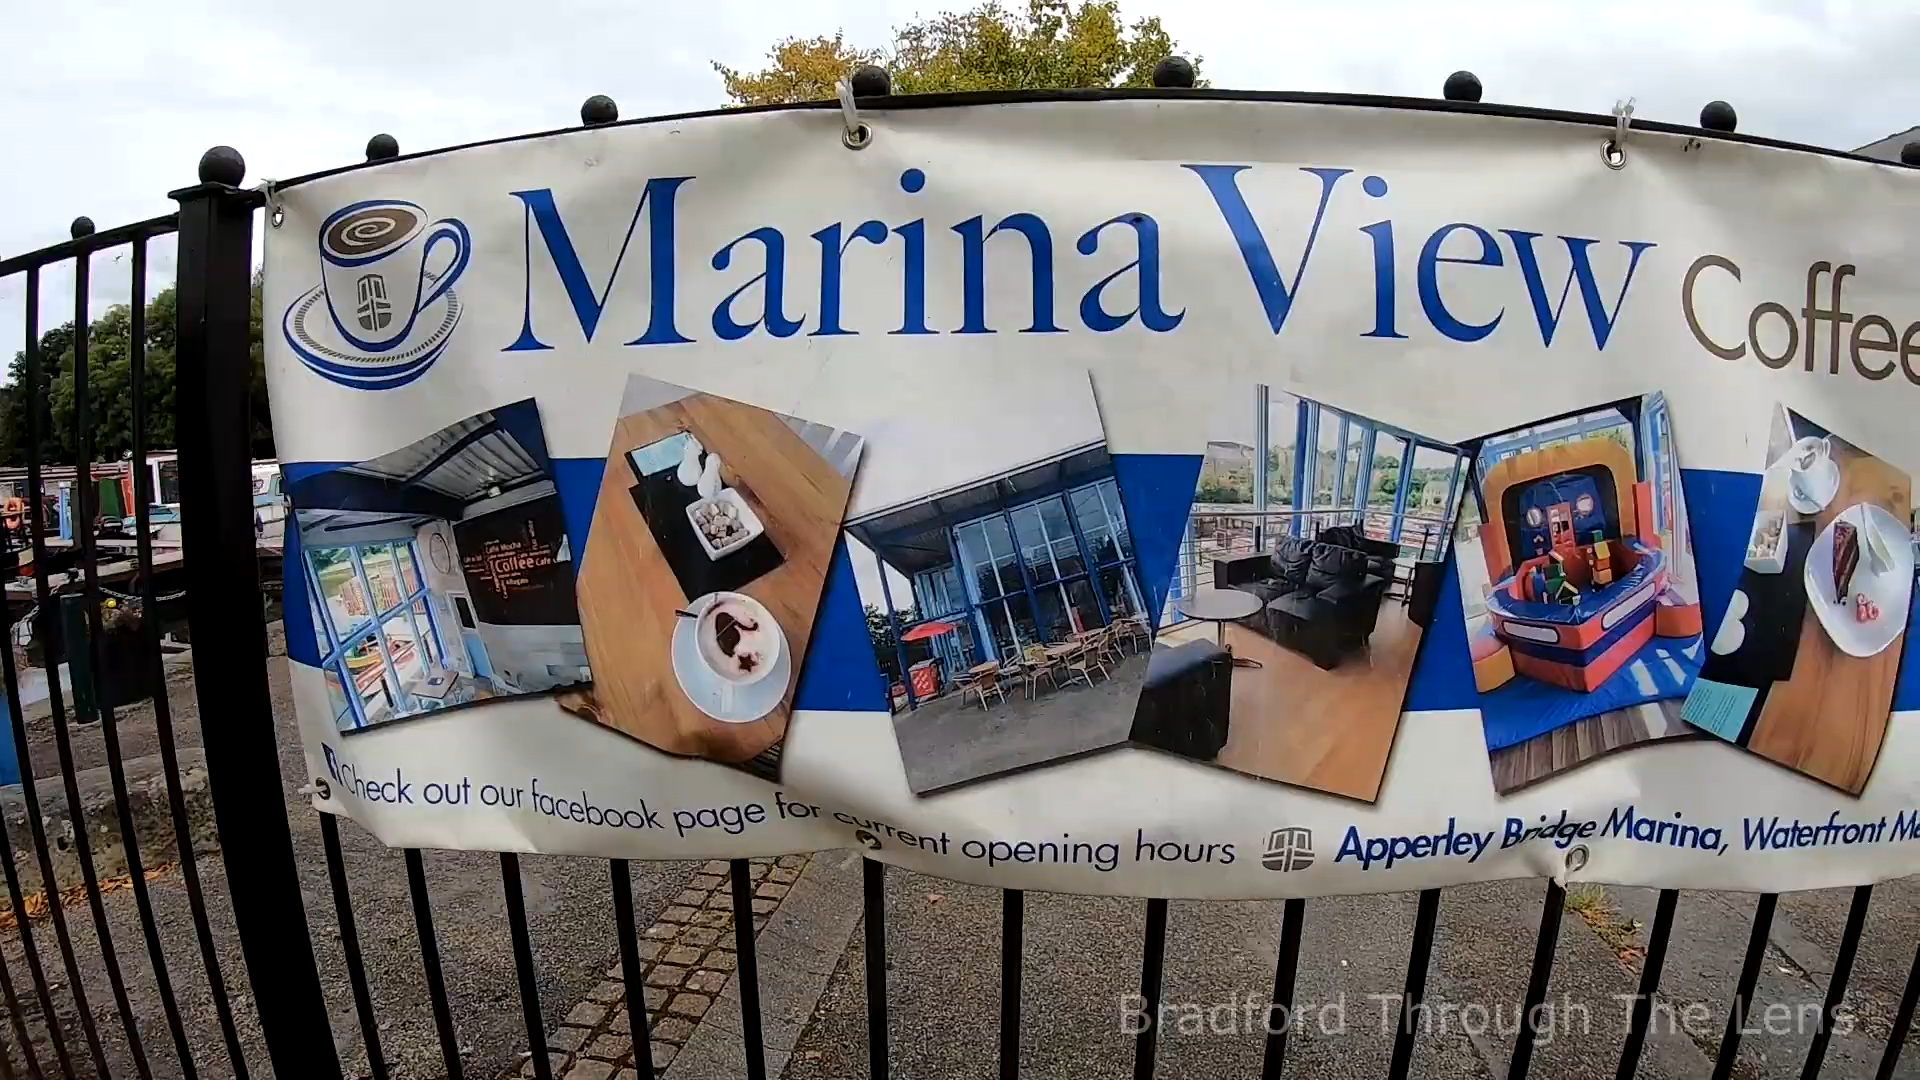 Marina View Coffee
Coffee
Check out our facebook page for current opening hours
Apperley Bridge Marina, Waterfront
Bradford Through The Lens